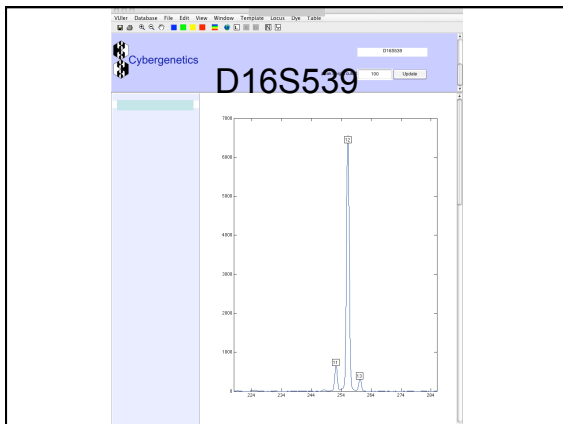 VUIer Database File Edit View Window Template Locus Dye Table
Cybergenetics
D16S539
100 Update
D16S539
7000
12
6000
5000
4000
3000
2000
1000
11
13
0
224 234 244 254 264 274 284